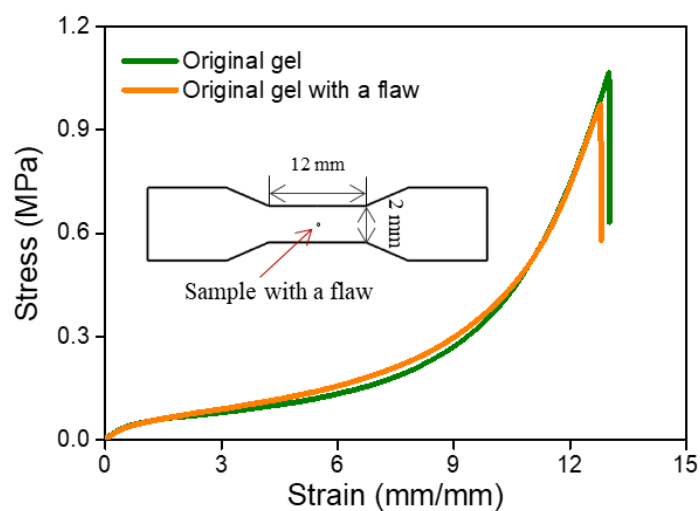 1.2
Original gel
Original gel with a flaw
0.9
12 mm
2 mm
0.6
Sample with a flaw
0.3
0.0
0 3 6 9 12 15
Stress (MPa)
Strain (mm/mm)